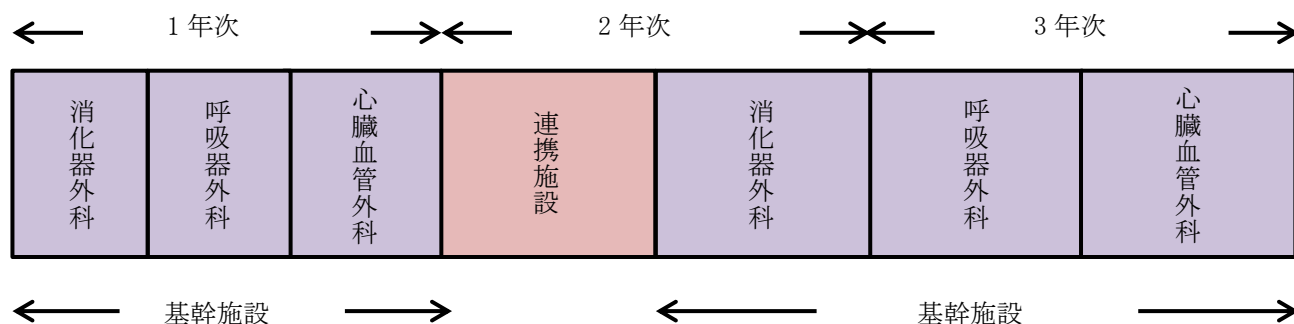 1 年次
2 年次
3 年次
消化器外科
呼吸器外科
心臓血管外科
連携施設
消化器外科
呼吸器外科
心臓血管外科
基幹施設
基幹施設